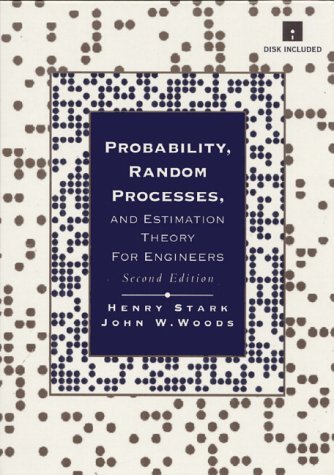 DISK INCLUDED
PROBABILITY,
RANDOM
PROCESSES,
AND ESTIMATION
THEORY
FOR ENGINEERS
Second Edition
HENRY STARK
JOHN W. WOODS